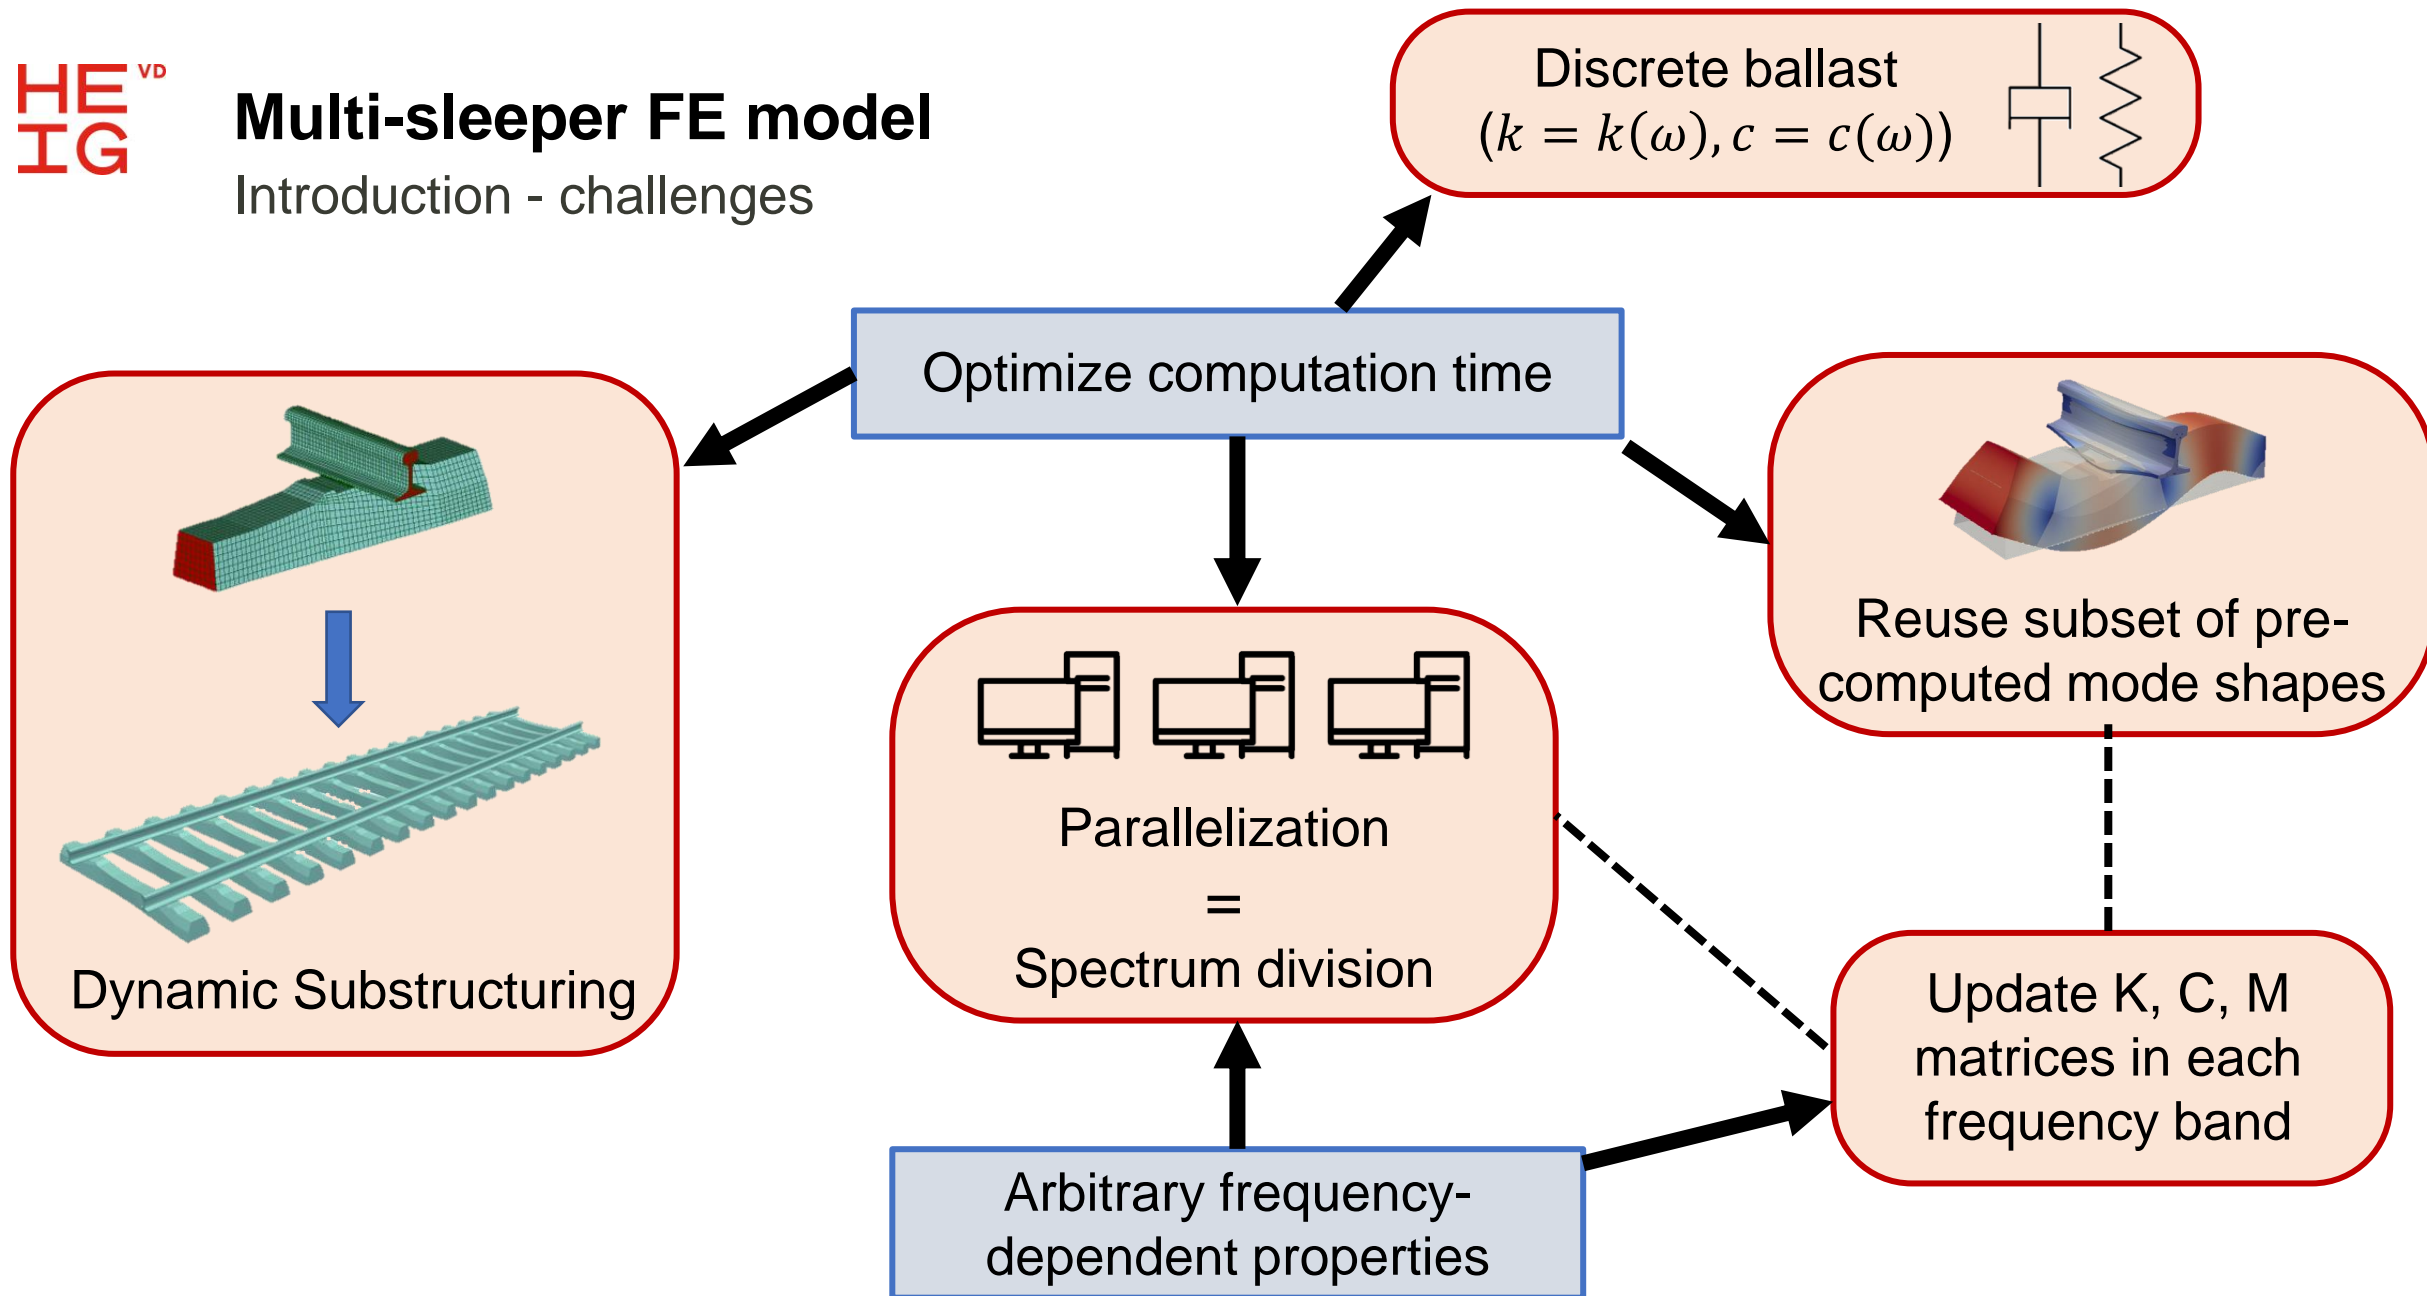 HE VD
IG
Multi-sleeper FE model
Introduction - challenges
Discrete ballast
(k = k(ω), c = c(ω))
Optimize computation time
Dynamic Substructuring
Parallelization
=
Spectrum division
Reuse subset of pre-
computed mode shapes
Update K, C, M
matrices in each
frequency band
Arbitrary frequency-
dependent properties